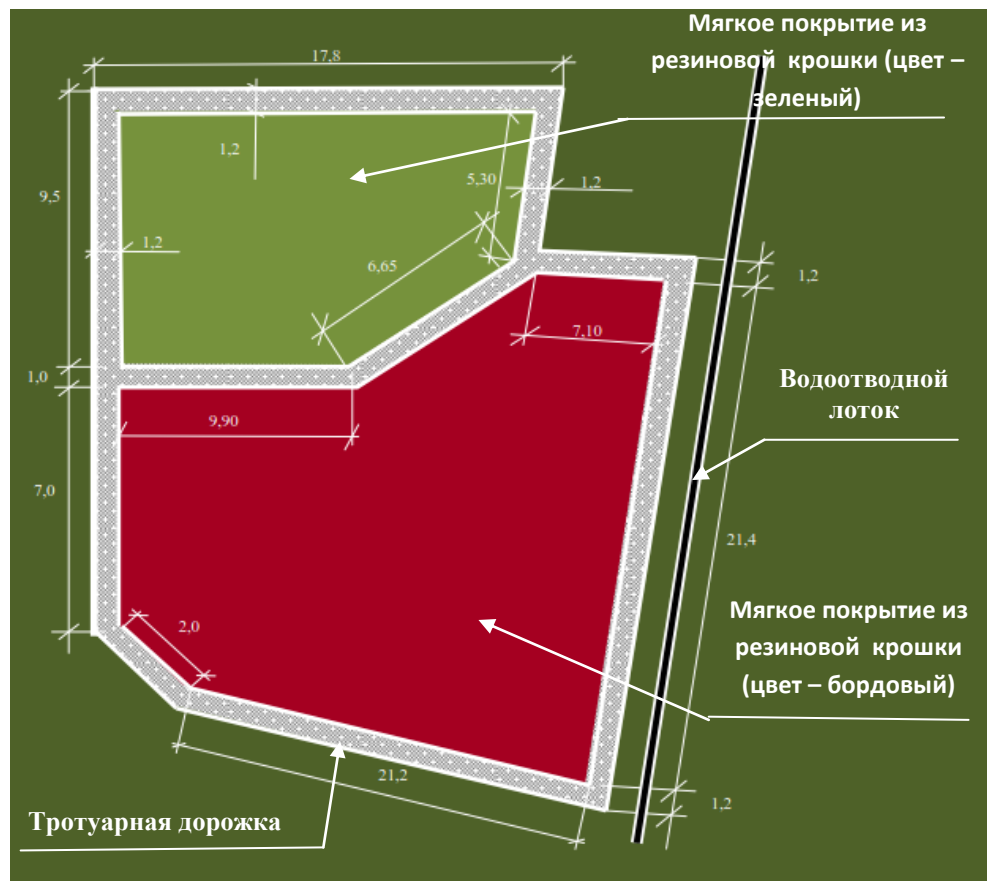 Мягкое покрытие из
резиновой крошки (цвет –
зеленый)
17,8
1,2
9,5
5,30
1,2
1,2
6,65
1,2
7,10
1,0
Водоотводной
лоток
9,90
7,0
21,4
Мягкое покрытие из
резиновой крошки
(цвет – бордовый)
2,0
21,2
1,2
Тротуарная дорожка